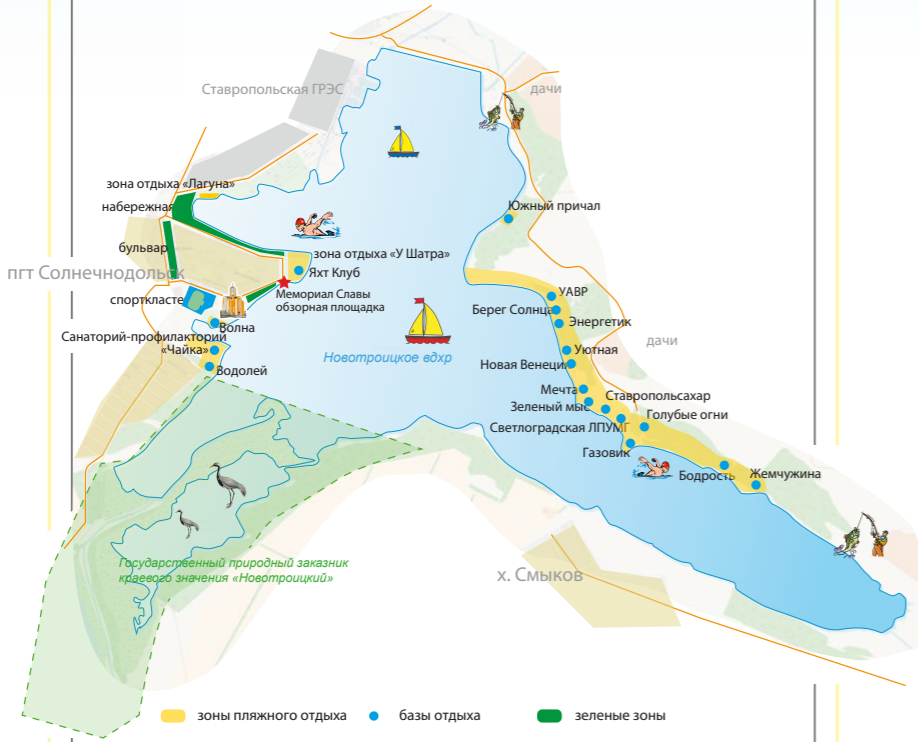 Ставропольская ГРЭС
дачи
зона отдыха «Лагуна»
набережная
Южный причал
бульвар
зона отдыха «У Шатра»
пгт Солнечнодольск
Яхт Клуб
УАВР
Мемориал Славы
обзорная площадка
спорткласте
Берег Солнца
Энергетик
Волна
Санаторий-профилакторий
«Чайка»
дачи
Новотроицкое вдхр
Уютная
Новая Венеция
Водолей
Мечта
Ставропольсахар
Зеленый мыс
Голубые огни
Светлоградская ЛПУМГ
Газовик
Бодрость
Жемчужина
Государственный природный заказник
краевого значения «Новотроицкий»
х. Смыков
зоны пляжного отдыха
базы отдыха
зеленые зоны